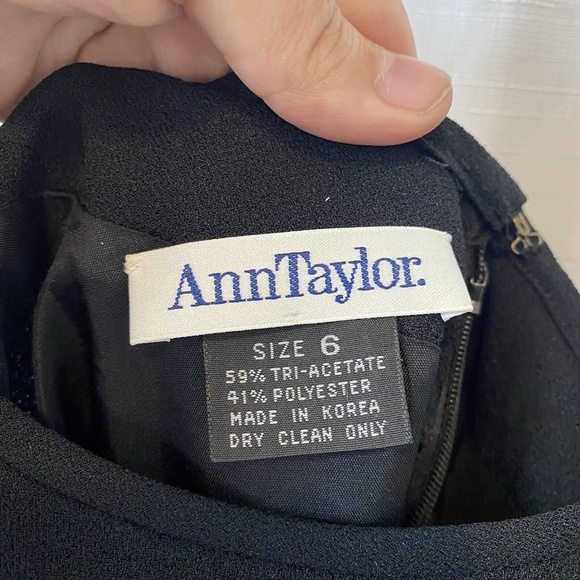 AnnTaylor.
SIZE 6
59% TRI-ACETATE
41% POLYESTER
MADE IN KOREA
DRY CLEAN ONLY